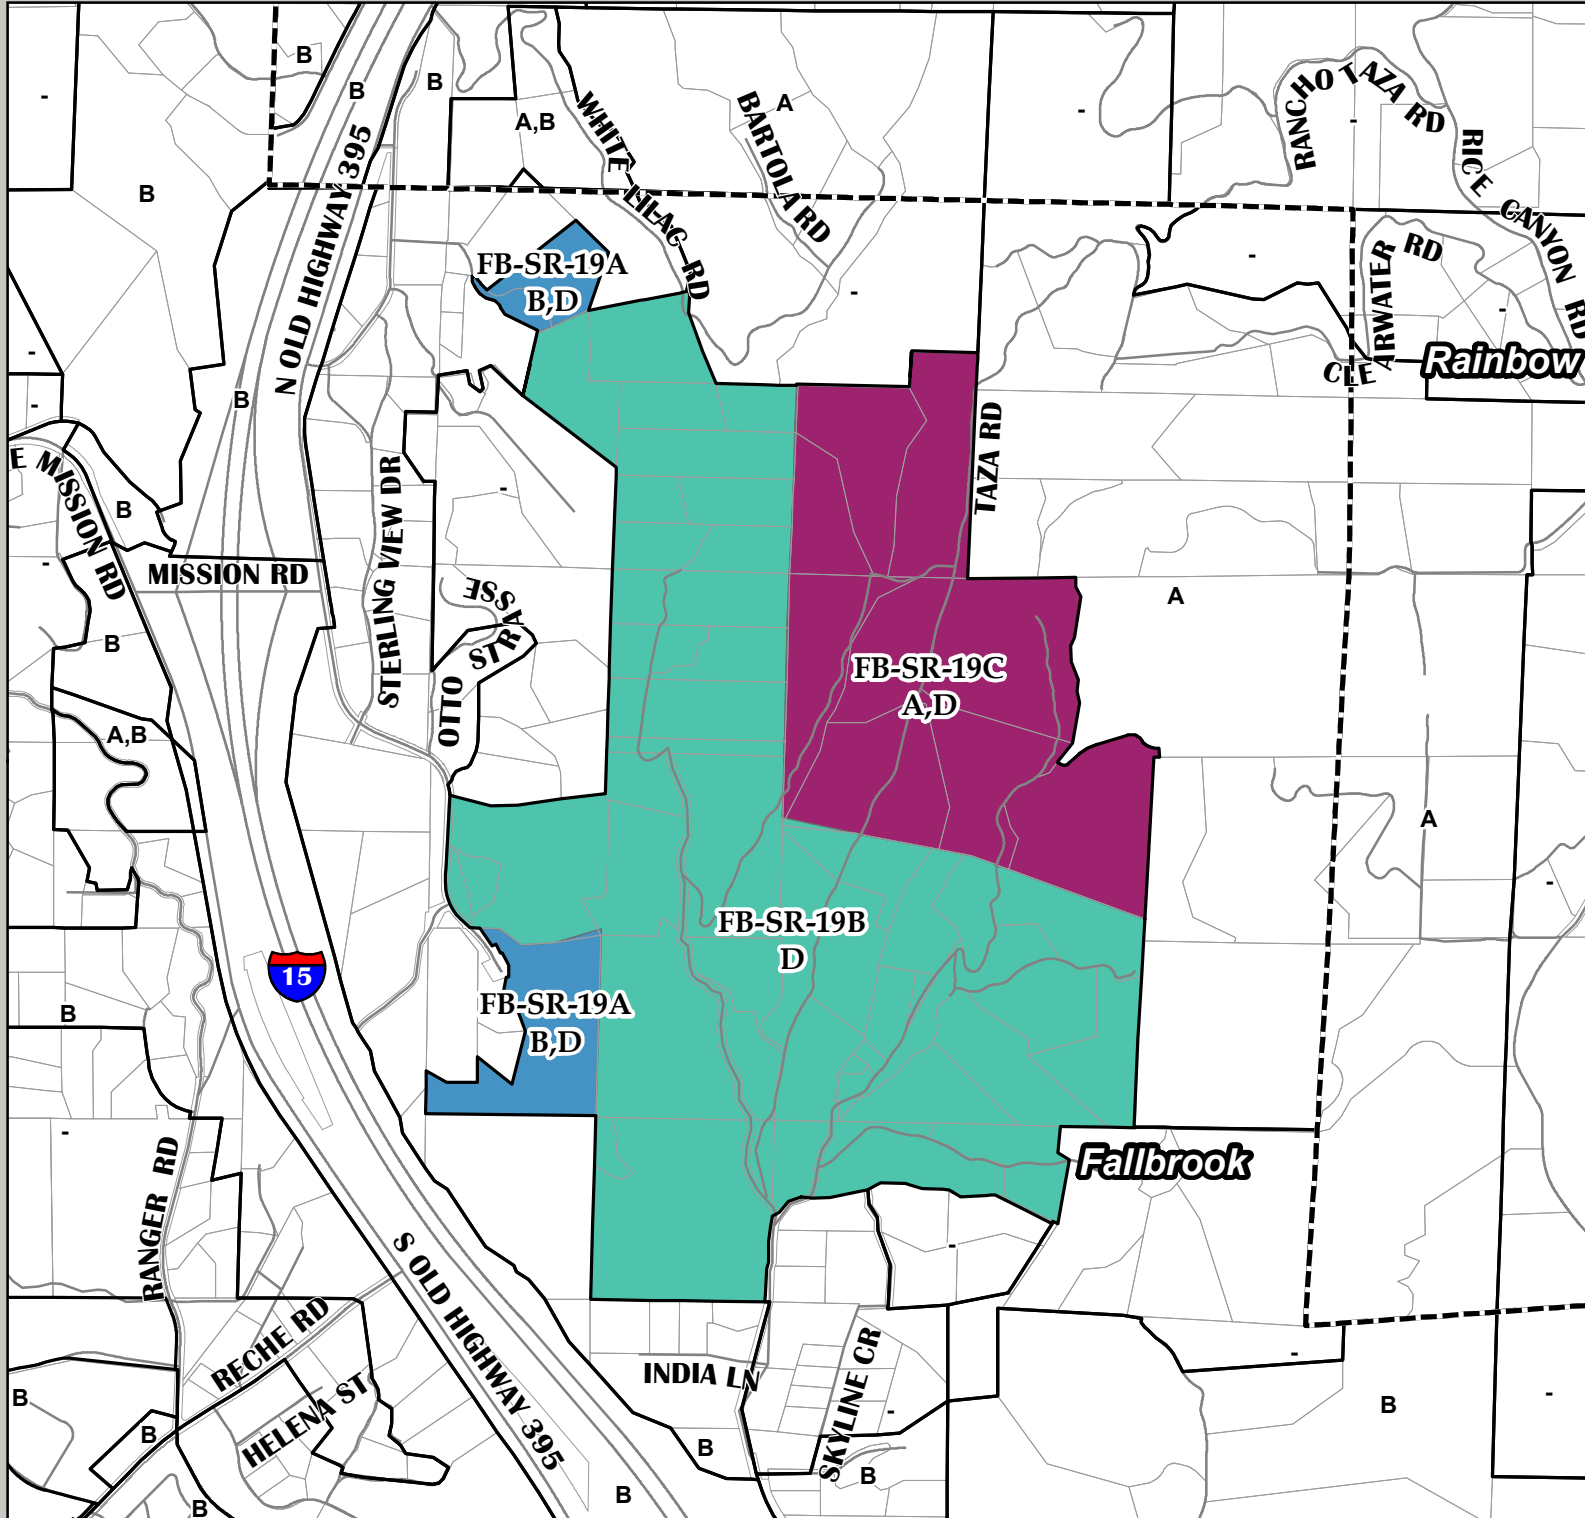 B
B
B
-
A,B
A
-
-
B
N OLD HIGHWAY 395
WHITE LILAC RD
BARTOLA RD
RANCHO TAZA RD
RICE CANYON RD
FB-SR-19A
B,D
-
-
CLEARWATER RD
-
-
-
B
Rainbow
TAZA RD
E MISSION RD
STERLING VIEW DR
-
B
-
MISSION RD
A
OTTO STRASSE
B
FB-SR-19C
A,D
A,B
A
-
FB-SR-19B
D
15
FB-SR-19A
B,D
B
-
RANGER RD
Fallbrook
-
S OLD HIGHWAY 395
RECHE RD
HELENA ST
INDIA LN
SKYLINE CR
-
-
B
B
-
B
B
B
B
B